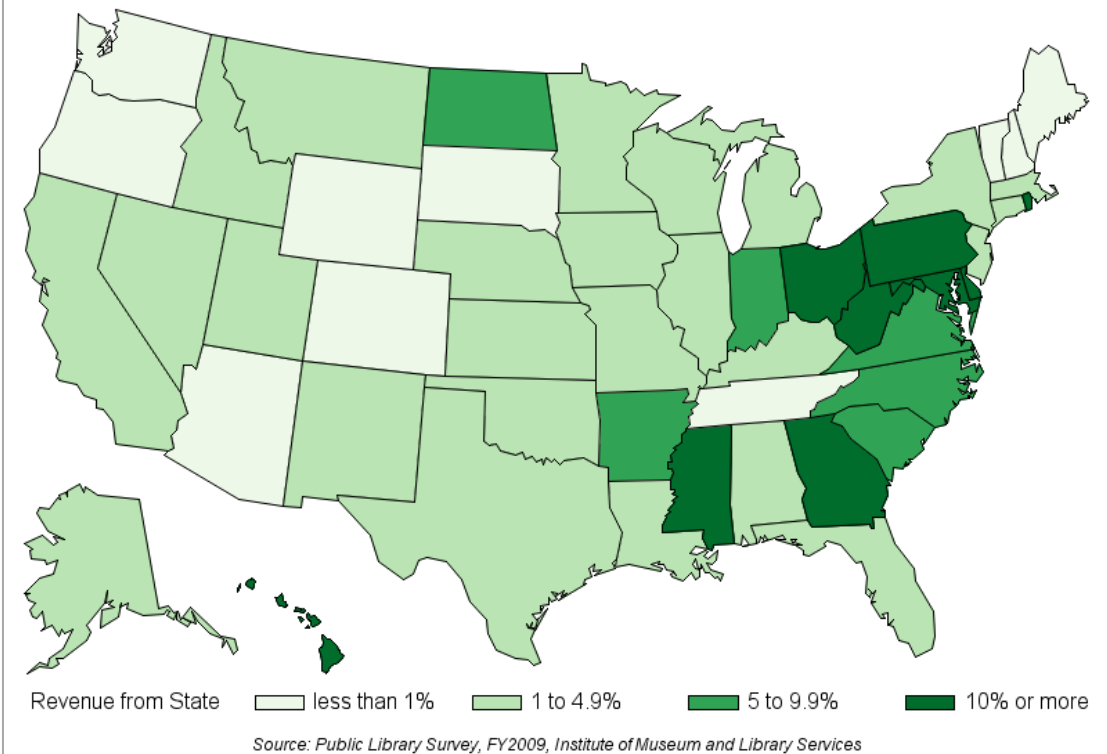 Revenue from State less than 1% 1 to 4.9% 5 to 9.9% 10% or more
Source: Public Library Survey, FY2009, Institute of Museum and Library Services